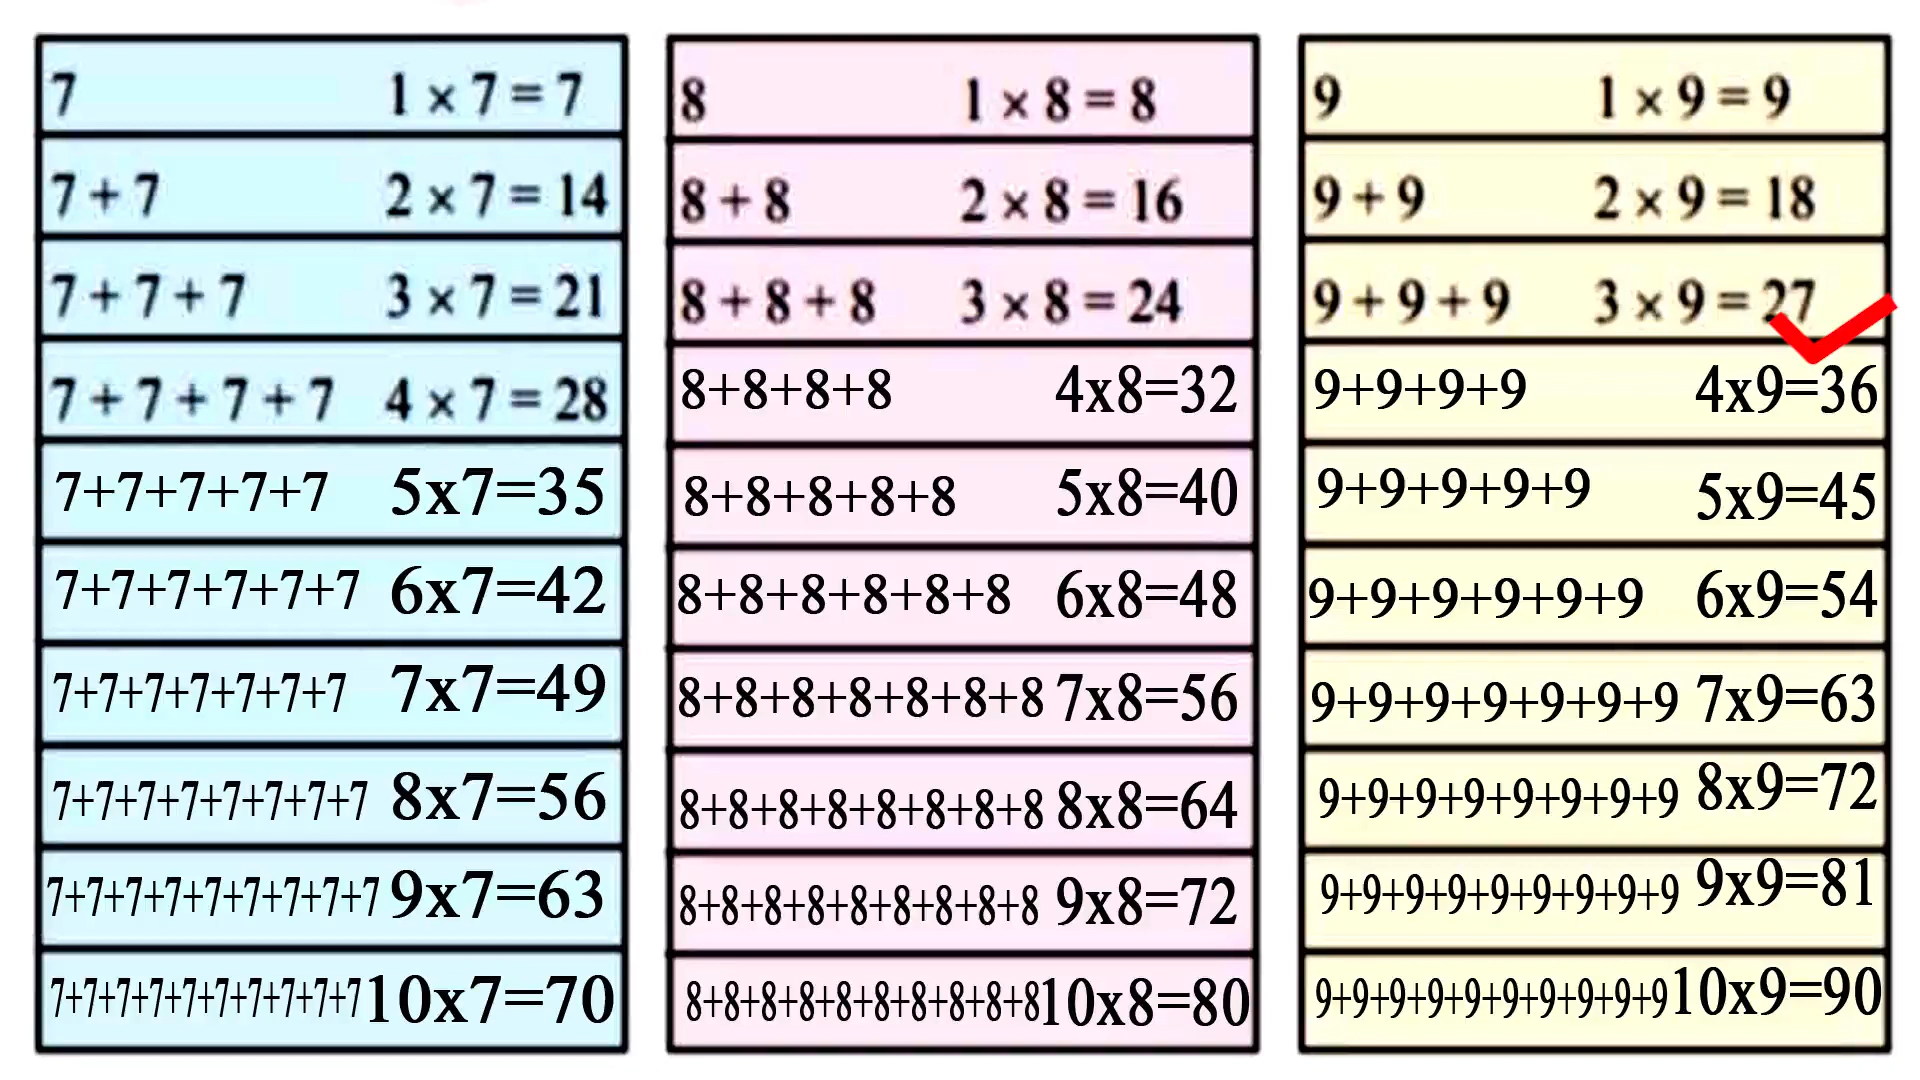 7 1 × 7 = 7
7 + 7 2 × 7 = 14
7 + 7 + 7 3 × 7 = 21
7 + 7 + 7 + 7 4 × 7 = 28
7+7+7+7+7 5x7=35
7+7+7+7+7+7 6x7=42
7+7+7+7+7+7+7 7x7=49
7+7+7+7+7+7+7+7 8x7=56
7+7+7+7+7+7+7+7+7 9x7=63
7+7+7+7+7+7+7+7+7+7 10x7=70
8 1 × 8 = 8
8 + 8 2 × 8 = 16
8 + 8 + 8 3 × 8 = 24
8+8+8+8 4x8=32
8+8+8+8+8 5x8=40
8+8+8+8+8+8 6x8=48
8+8+8+8+8+8+8 7x8=56
8+8+8+8+8+8+8+8 8x8=64
8+8+8+8+8+8+8+8+8 9x8=72
8+8+8+8+8+8+8+8+8+8 10x8=80
9 1 × 9 = 9
9 + 9 2 × 9 = 18
9 + 9 + 9 3 × 9 = 27
9+9+9+9 4x9=36
9+9+9+9+9 5x9=45
9+9+9+9+9+9 6x9=54
9+9+9+9+9+9+9 7x9=63
9+9+9+9+9+9+9+9 8x9=72
9+9+9+9+9+9+9+9+9 9x9=81
9+9+9+9+9+9+9+9+9+9 10x9=90